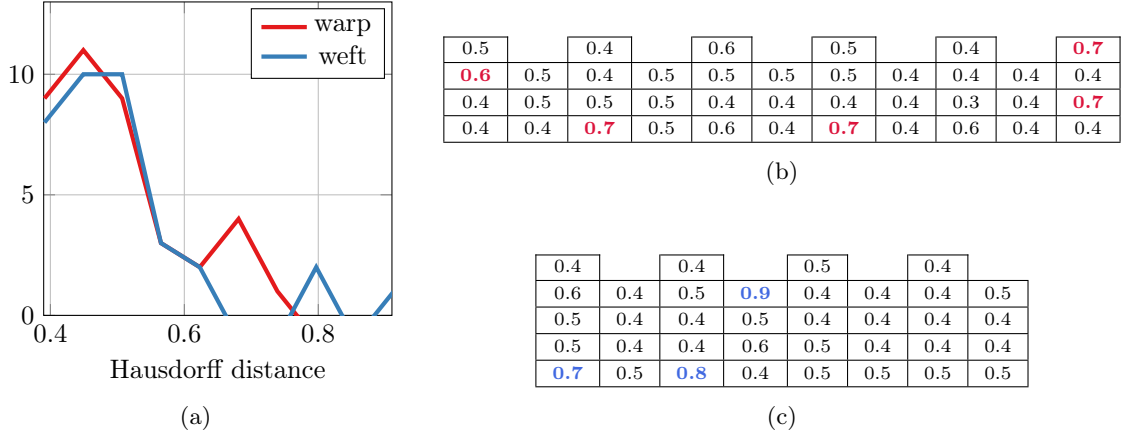 warp
weft
10
5
0
0.4 0.6 0.8
Hausdorff distance
(a)
0.5 0.4 0.6 0.5 0.4 0.7
0.6 0.5 0.4 0.5 0.5 0.5 0.5 0.4 0.4 0.4 0.4
0.4 0.5 0.5 0.5 0.4 0.4 0.4 0.4 0.3 0.4 0.7
0.4 0.4 0.7 0.5 0.6 0.4 0.7 0.4 0.6 0.4 0.4
(b)
0.4 0.4 0.5 0.4
0.6 0.4 0.5 0.9 0.4 0.4 0.4 0.5
0.5 0.4 0.4 0.5 0.4 0.4 0.4 0.4
0.5 0.4 0.4 0.6 0.5 0.4 0.4 0.4
0.7 0.5 0.8 0.4 0.5 0.5 0.5 0.5
(c)